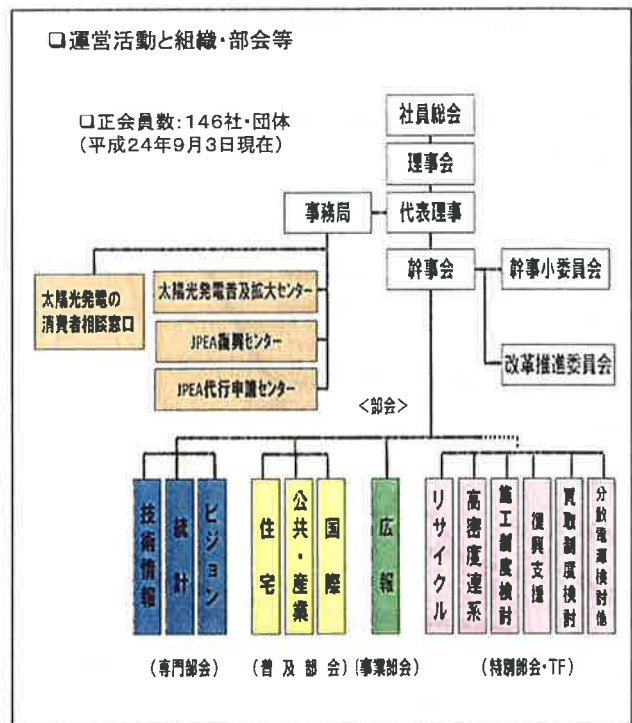 □運営活動と組織・部会等
□正会員数:146社・団体
(平成24年9月3日現在)
社員総会
理事会
事務局
代表理事
幹事会
幹事小委員会
改革推進委員会
太陽光発電の
消費者相談窓口
太陽光発電普及拡大センター
JPEA復興センター
JPEA代行申請センター
<部会>
技術情報
統計
ビジョン
住宅
公共・産業
国際
広報
リサイクル
高密度連系
施工制度検討
復興支援
買取制度検討
分散電源検討他
(専門部会)
(普及部会)
(事業部会)
(特別部会・TF)